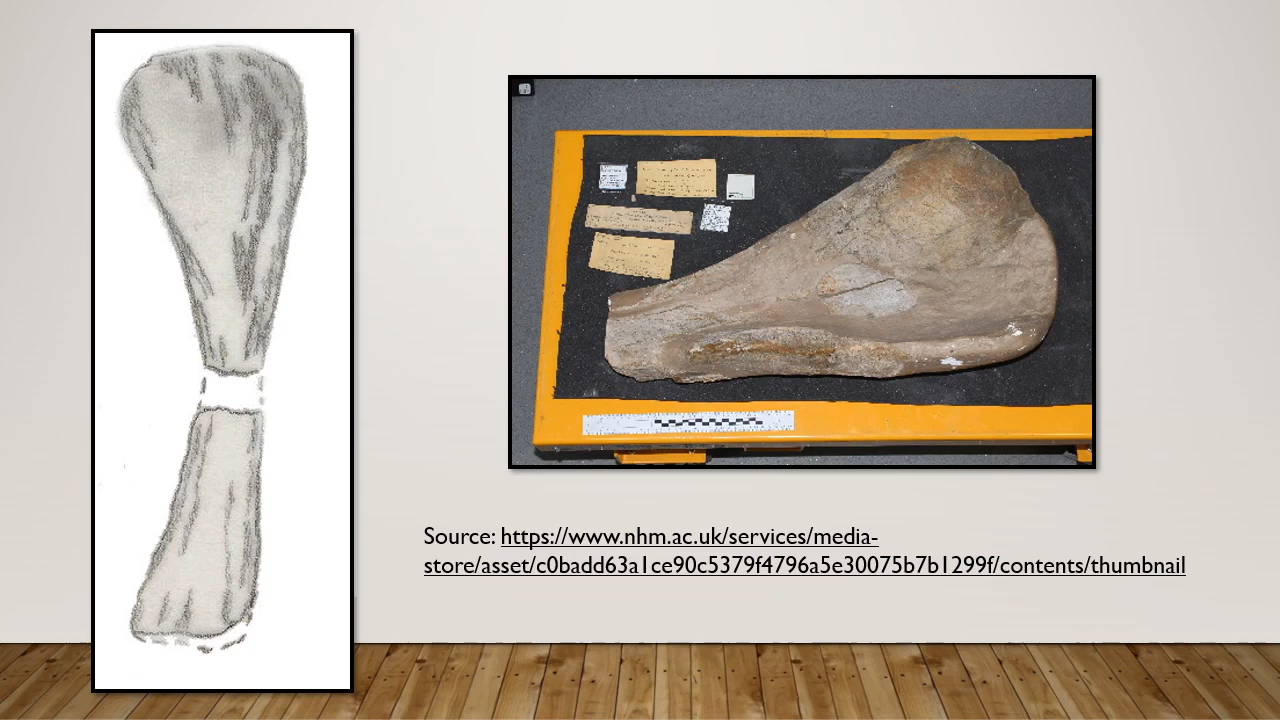 Source: https://www.nhm.ac.uk/services/media-
store/asset/c0badd63a1ce90c5379f4796a5e30075b7b1299f/contents/thumbnail